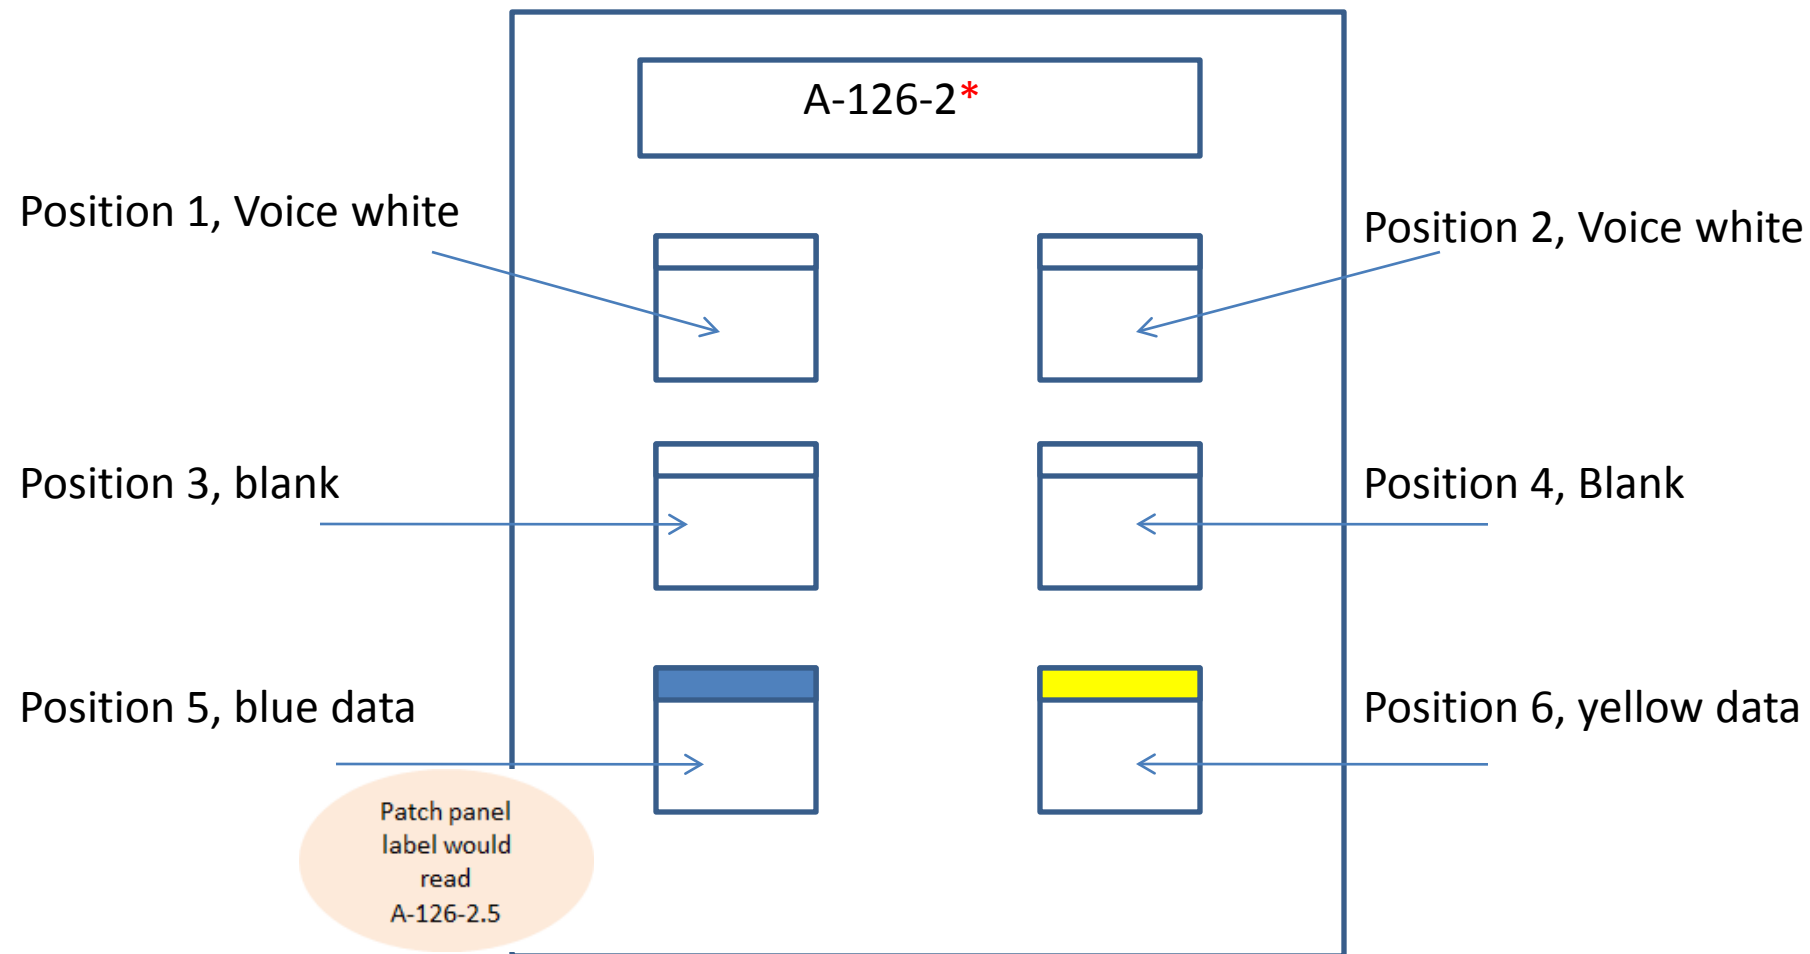 A-126-2*
Position 1, Voice white
Position 2, Voice white
Position 3, blank
Position 4, Blank
Position 5, blue data
Position 6, yellow data
Patch panel
label would
read
A-126-2.5